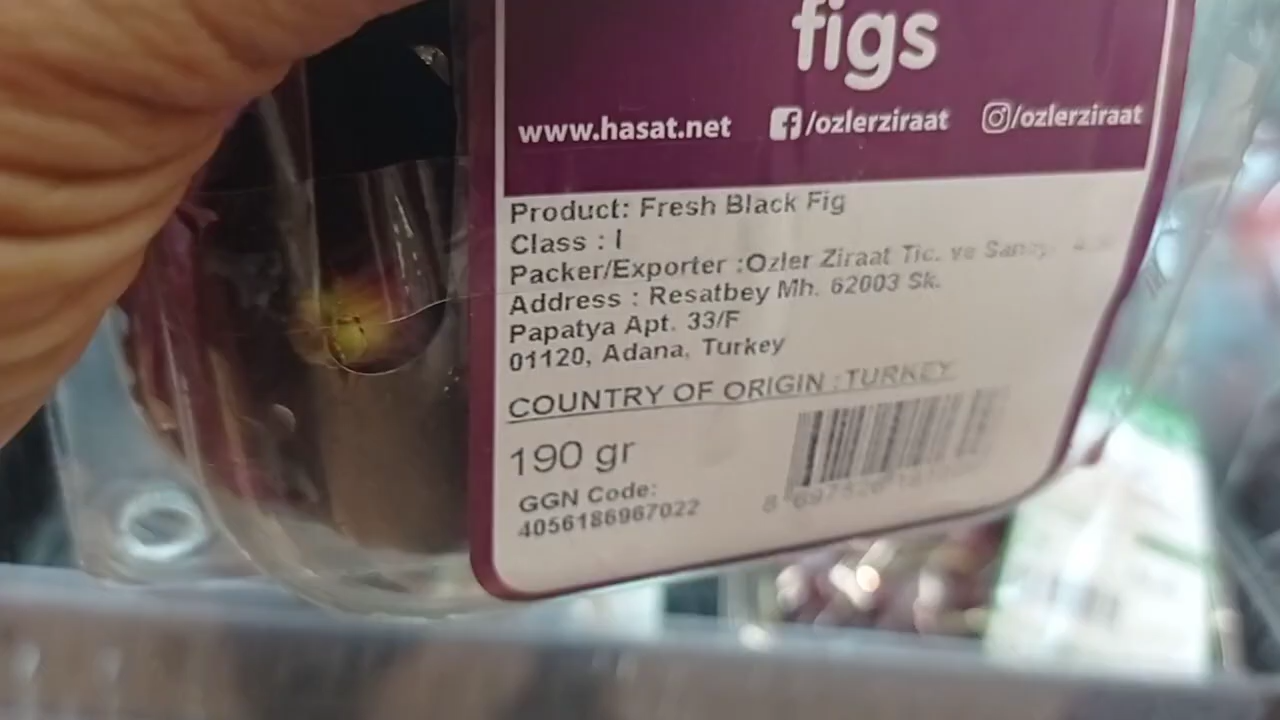 figs
www.hasat.net /ozlerziraat /ozlerziraat
Product: Fresh Black Fig
Class : I
Packer/Exporter :Ozler Ziraat Tic. ve
Address : Resatbey Mh. 62003 Sk.
Papatya Apt. 33/F
01120, Adana, Turkey
COUNTRY OF ORIGIN : TURKEY
190 gr
GGN Code:
4056186967022